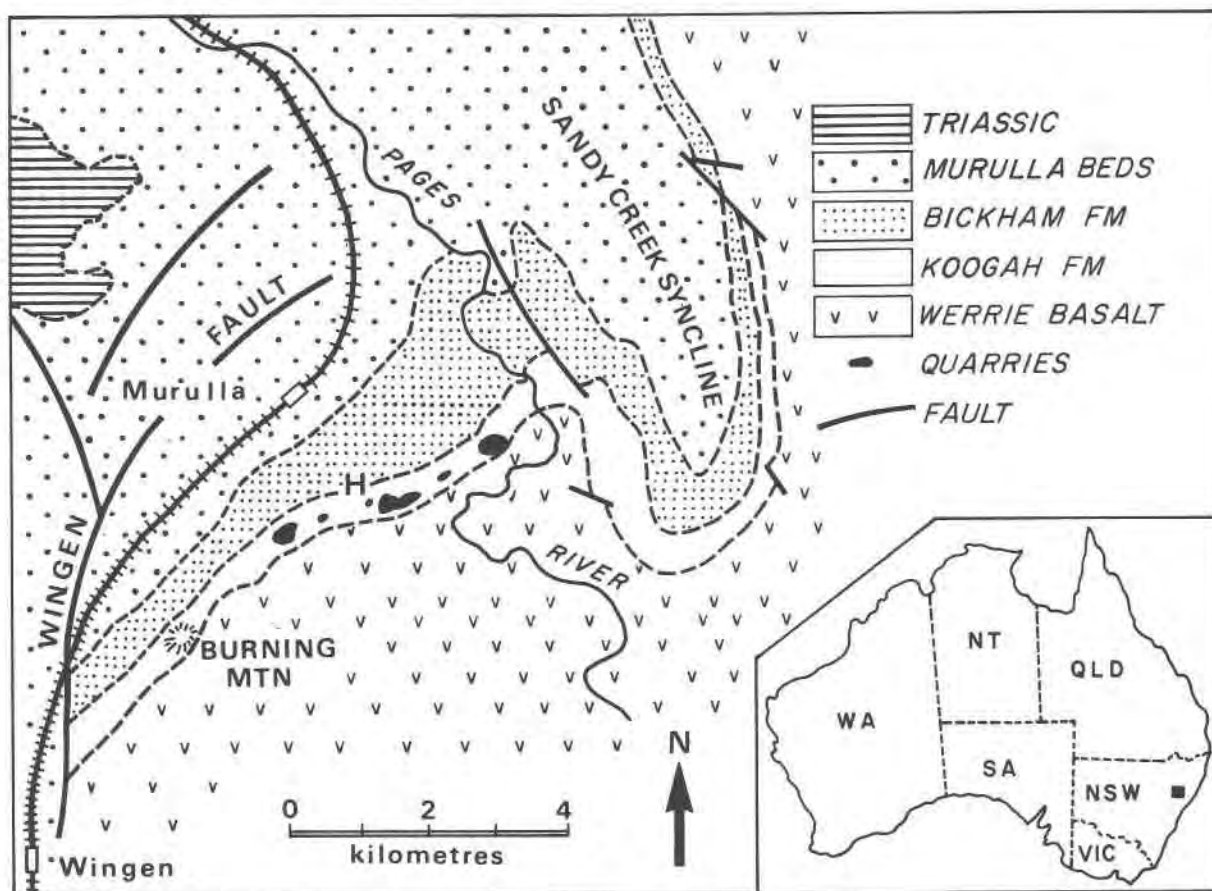 PAGES
SANDY CREEK SYNCLINE
TRIASSIC
MURULLA BEDS
BICKHAM FM
KOOGAH FM
WERRIE BASALT
QUARRIES
FAULT
FAULT
Murulla
H
WINGEN
RIVER
BURNING
MTN
N
0 2 4
kilometres
Wingen
WA
NT
QLD
SA
NSW
VIC